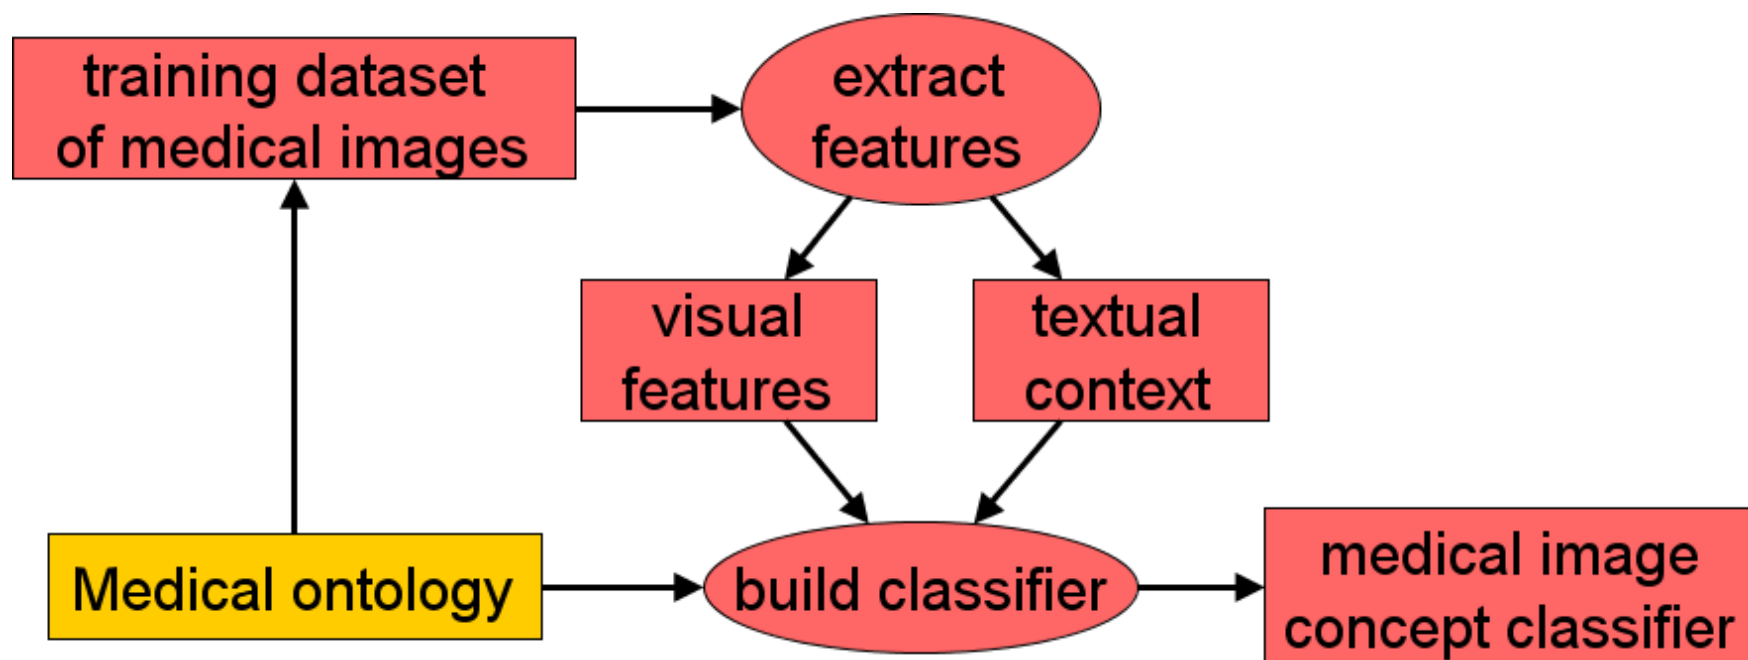 training dataset
of medical images
extract
features
visual
features
textual
context
Medical ontology
build classifier
medical image
concept classifier